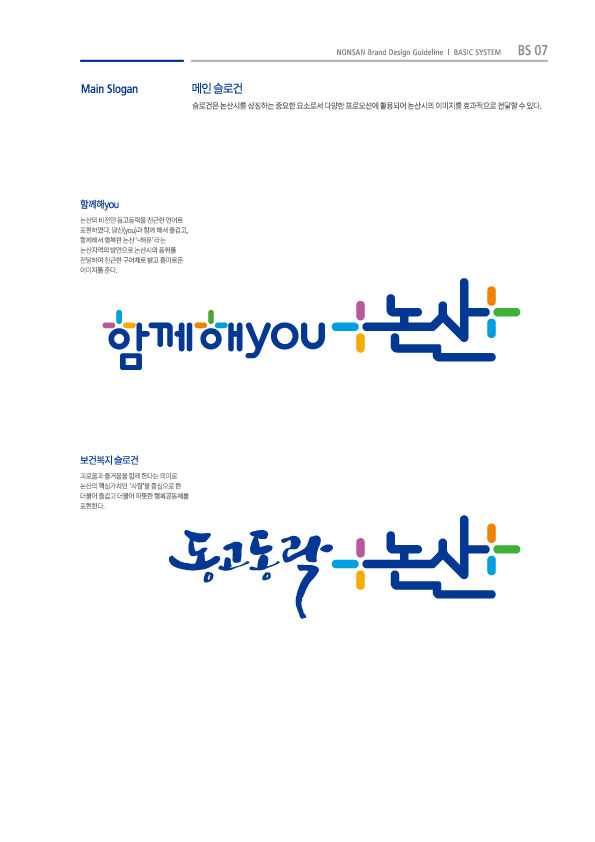 NONSAN Brand Design Guideline | BASIC SYSTEM BS 07
Main Slogan
메인 슬로건
슬로건은 논산시를 상징하는 중요한 요소로서 다양한 프로모션에 활용되어 논산시의 이미지를 효과적으로 전달할 수 있다.
함께해you
논산의 비전인 동고동락을 친근한 언어로
표현하였다. 당신(you)과 함께 해서 즐겁고,
함께해서 행복한 논산 '~해유' 라는
논산지역의 방언으로 논산시의 풍취를
전달하며 친근한 구어체로 밝고 흥미로운
이미지를 준다.
함께해you 논산
보건복지 슬로건
괴로움과 즐거움을 함께 한다는 의미로
논산의 핵심가치인 '사람'을 중심으로 한
더불어 즐겁고 더불어 따뜻한 행복공동체를
표현한다.
동고동락 논산